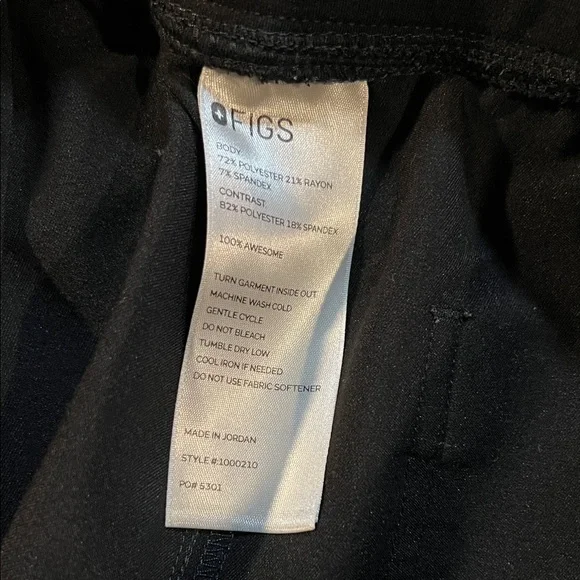 FIGS
BODY
72% POLYESTER 21% RAYON
7% SPANDEX
CONTRAST
82% POLYESTER 18% SPANDEX
100% AWESOME
TURN GARMENT INSIDE OUT
MACHINE WASH COLD
GENTLE CYCLE
DO NOT BLEACH
TUMBLE DRY LOW
COOL IRON IF NEEDED
DO NOT USE FABRIC SOFTENER
MADE IN JORDAN
STYLE #:1000210
PO# 5301